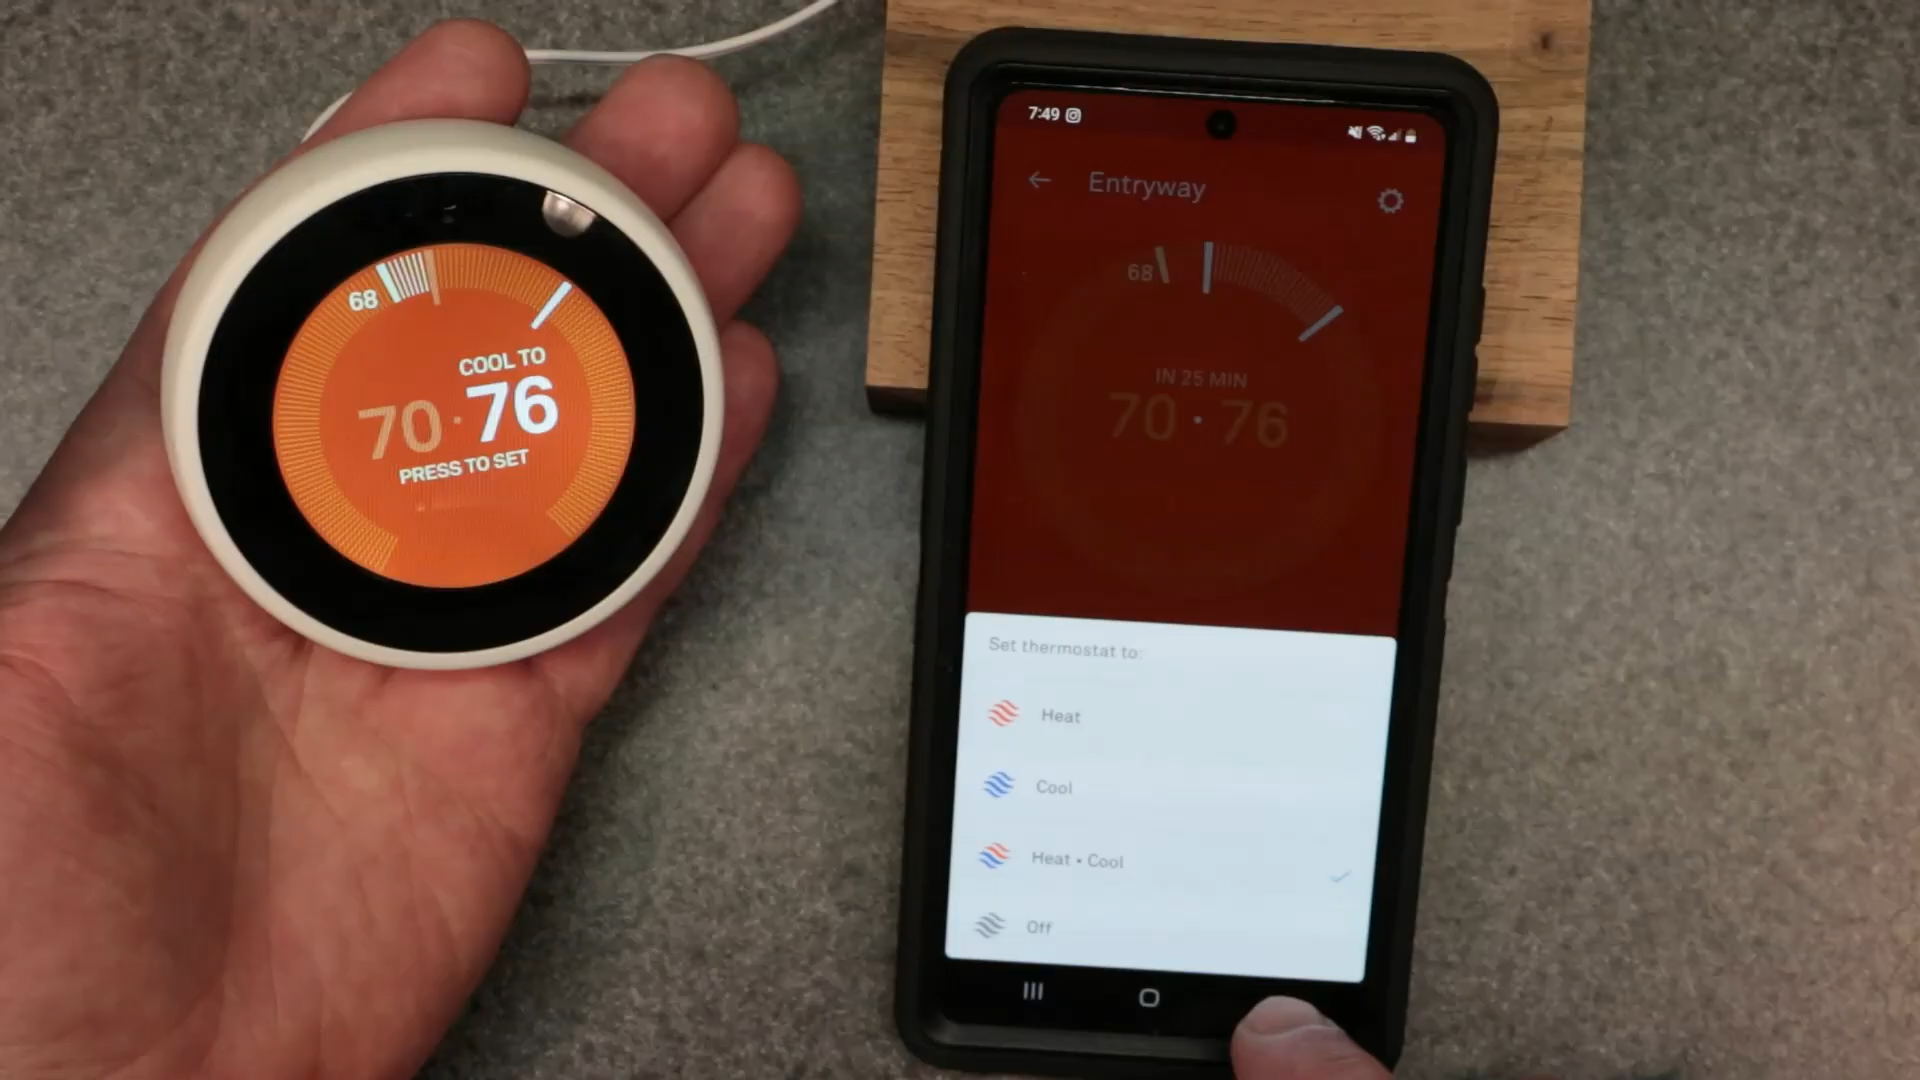 68
COOL TO
70 · 76
PRESS TO SET
7:49
Entryway
68
IN 25 MIN
70 · 76
Set thermostat to:
Heat
Cool
Heat • Cool
Off